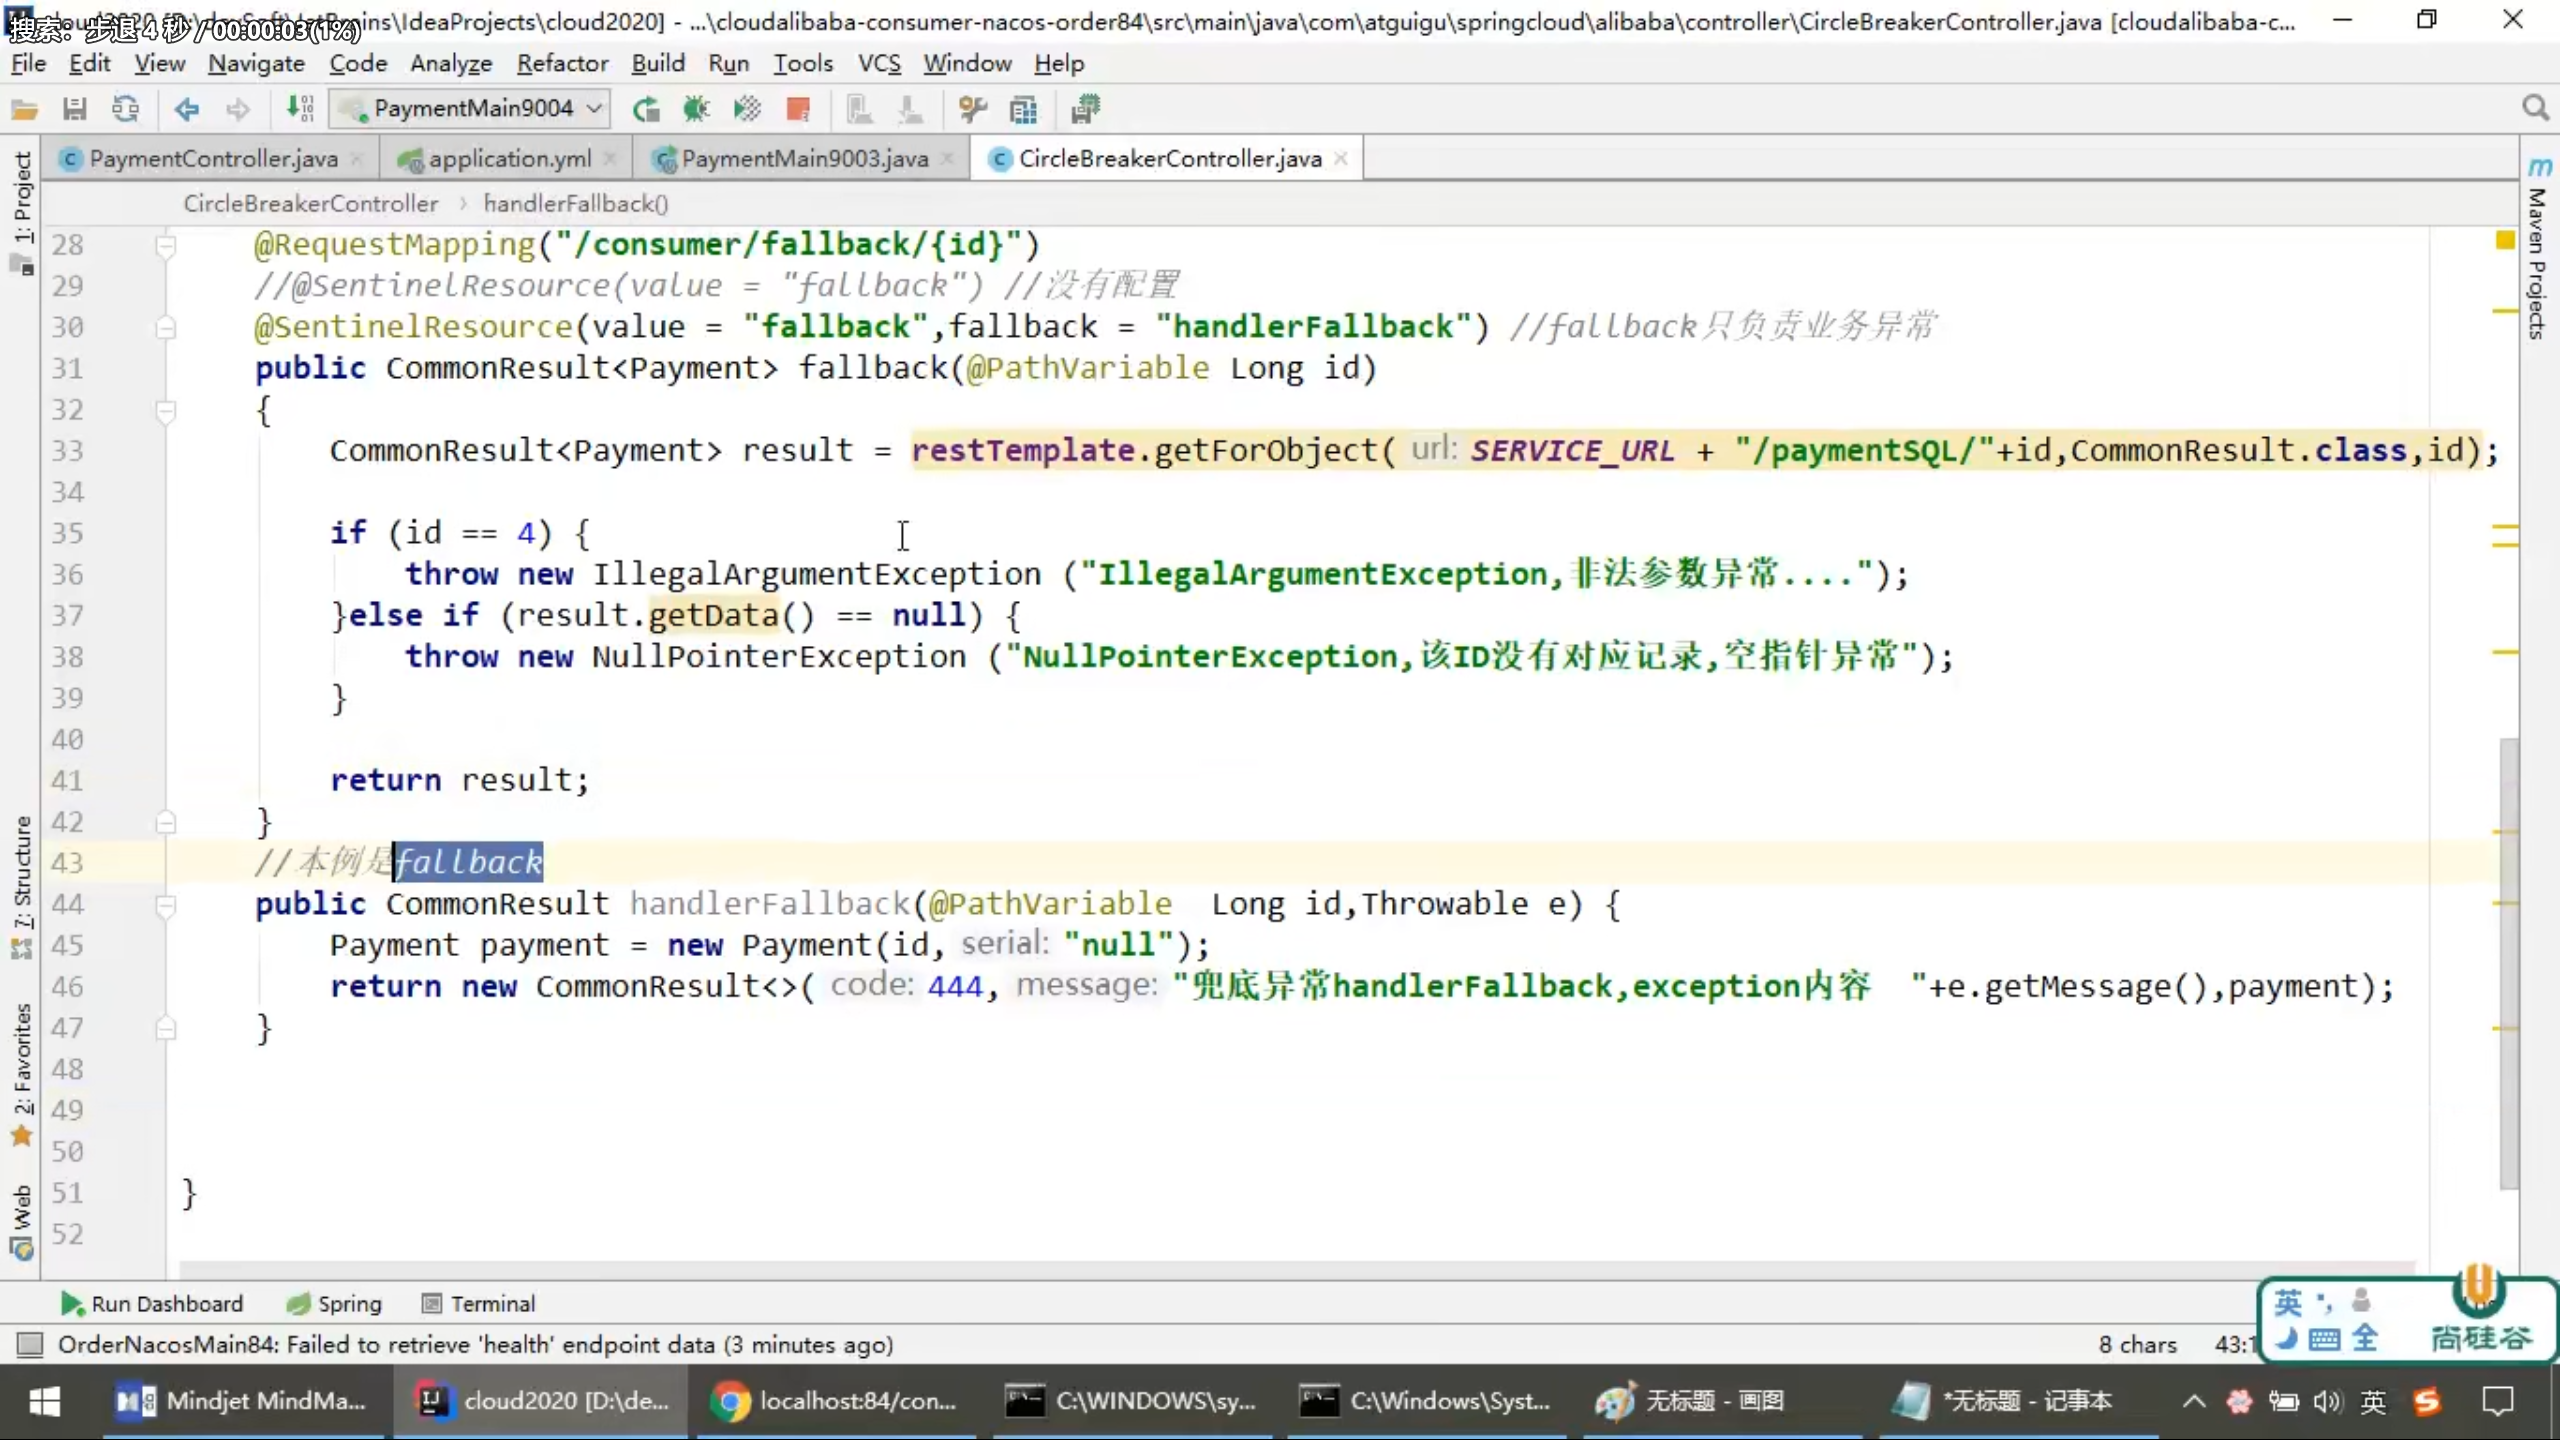 cloud2020 [D:\devSoft\JetBrains\IdeaProjects\cloud2020] - ...\cloudalibaba-consumer-nacos-order84\src\main\java\com\atguigu\springcloud\alibaba\controller\CircleBreakerController.java [cloudalibaba-c...
搜索: 步退 4 秒 / 00:00:03(1%)
File Edit View Navigate Code Analyze Refactor Build Run Tools VCS Window Help
PaymentMain9004
PaymentController.java application.yml PaymentMain9003.java CircleBreakerController.java
CircleBreakerController › handlerFallback()
1: Project
7: Structure
2: Favorites
Web
Maven Projects
28 @RequestMapping("/consumer/fallback/{id}")
29 //@SentinelResource(value = "fallback") //没有配置
30 @SentinelResource(value = "fallback",fallback = "handlerFallback") //fallback只负责业务异常
31 public CommonResult<Payment> fallback(@PathVariable Long id)
32 {
33 CommonResult<Payment> result = restTemplate.getForObject( url: SERVICE_URL + "/paymentSQL/"+id,CommonResult.class,id);
34
35 if (id == 4) {
36 throw new IllegalArgumentException ("IllegalArgumentException,非法参数异常....");
37 }else if (result.getData() == null) {
38 throw new NullPointerException ("NullPointerException,该ID没有对应记录,空指针异常");
39 }
40
41 return result;
42 }
43 //本例是fallback
44 public CommonResult handlerFallback(@PathVariable  Long id,Throwable e) {
45 Payment payment = new Payment(id, serial: "null");
46 return new CommonResult<>( code: 444, message: "兜底异常handlerFallback,exception内容  "+e.getMessage(),payment);
47 }
48
49
50
51 }
52
Run Dashboard Spring Terminal
OrderNacosMain84: Failed to retrieve 'health' endpoint data (3 minutes ago) 8 chars 43:1
英 全 尚硅谷
Mindjet MindMa... cloud2020 [D:\de... localhost:84/con... C:\WINDOWS\sy... C:\Windows\Syst... 无标题 - 画图 *无标题 - 记事本 英